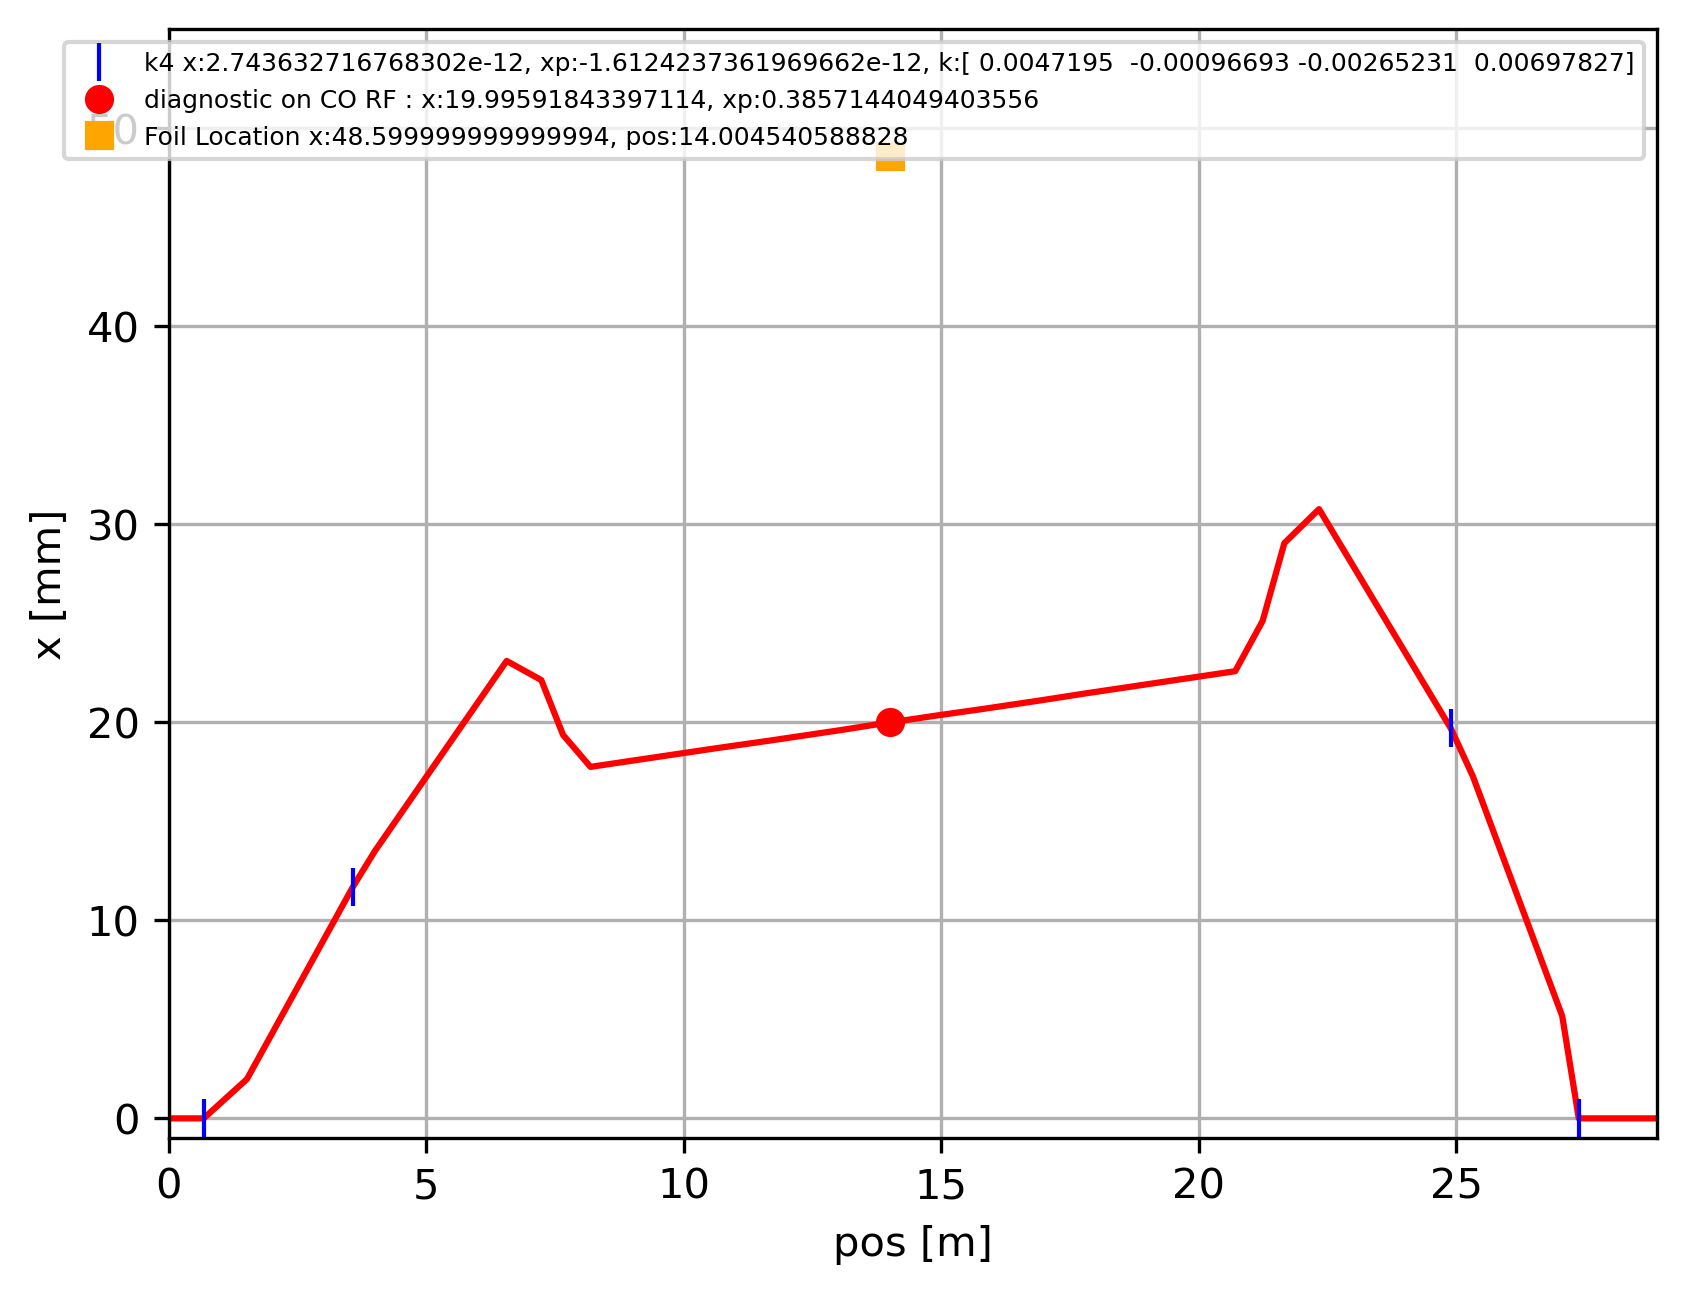 k4 x:2.743632716768302e-12, xp:-1.6124237361969662e-12, k:[ 0.0047195 -0.00096693 -0.00265231 0.00697827]
diagnostic on CO RF : x:19.99591843397114, xp:0.3857144049403556
Foil Location x:48.599999999999994, pos:14.004540588828
50
40
30
20
10
0
x [mm]
0 5 10 15 20 25
pos [m]